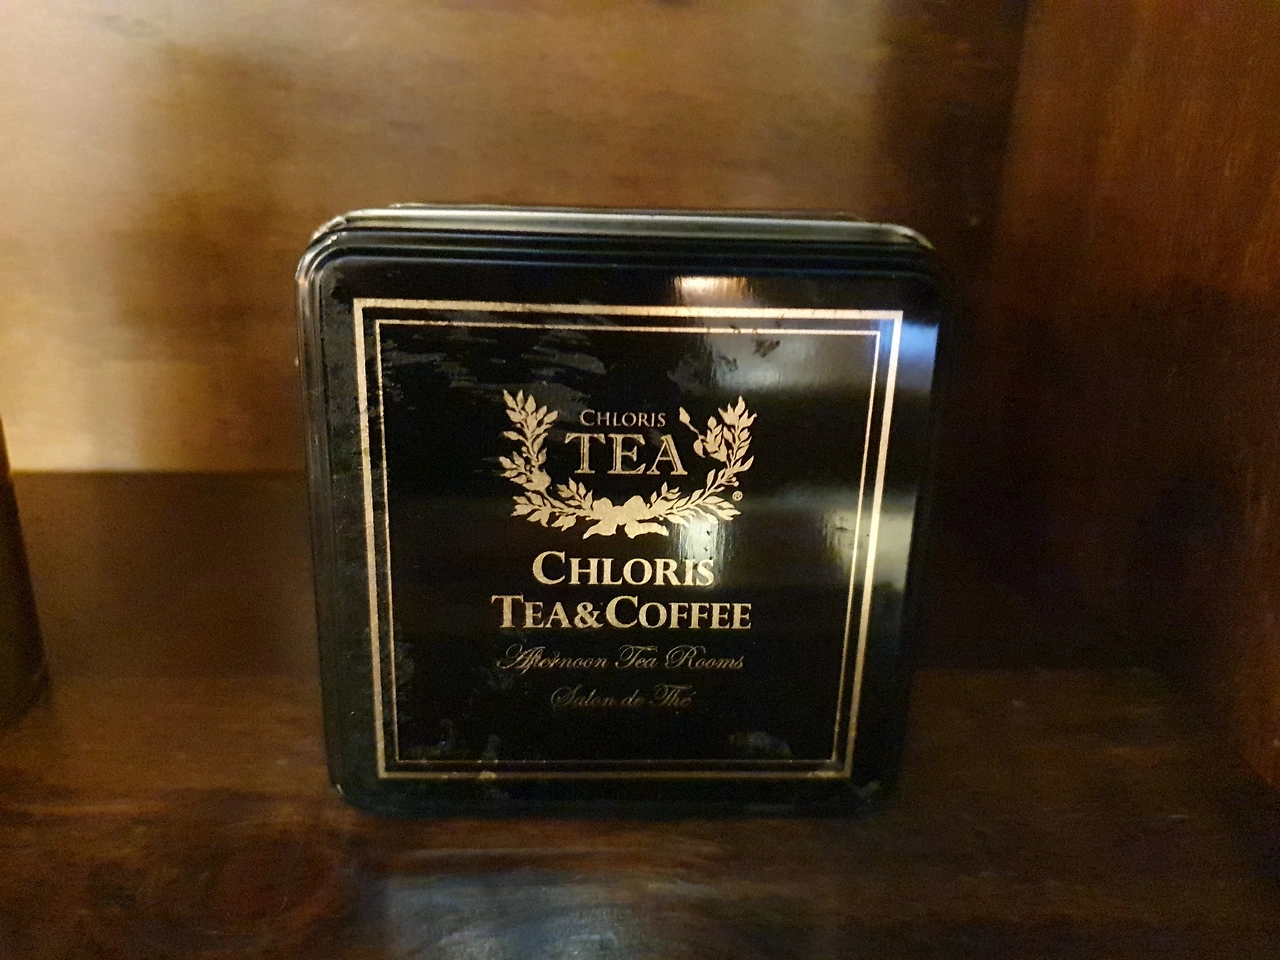 CHLORIS
TEA
®
CHLORIS
TEA&COFFEE
Afternoon Tea Rooms
Salon de Thé